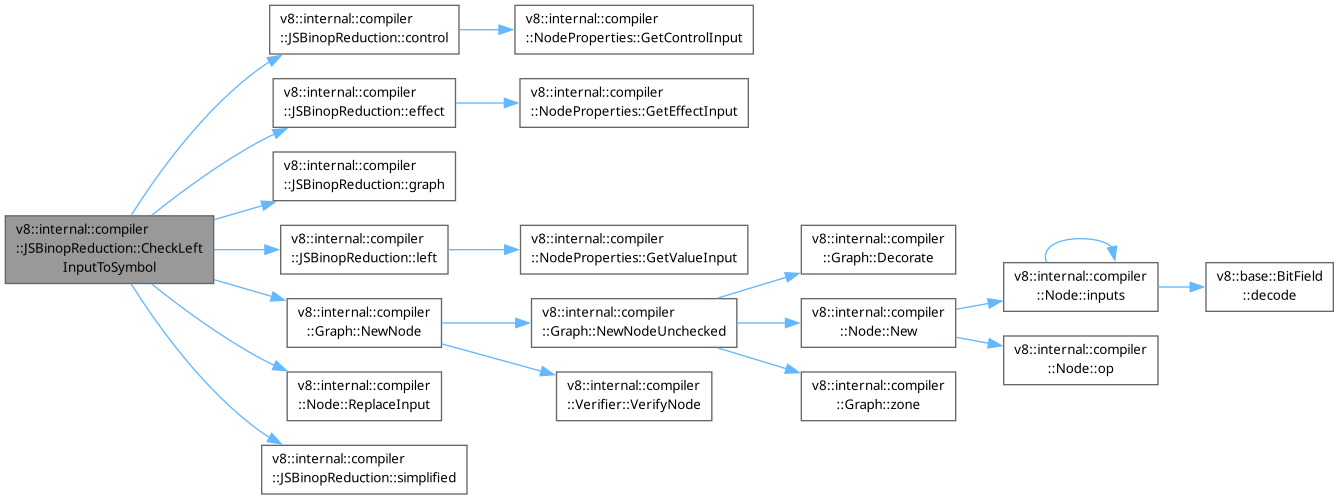 v8::internal::compiler
::JSBinopReduction::CheckLeft
InputToSymbol
v8::internal::compiler
::JSBinopReduction::control
v8::internal::compiler
::NodeProperties::GetControlInput
v8::internal::compiler
::JSBinopReduction::effect
v8::internal::compiler
::NodeProperties::GetEffectInput
v8::internal::compiler
::JSBinopReduction::graph
v8::internal::compiler
::JSBinopReduction::left
v8::internal::compiler
::NodeProperties::GetValueInput
v8::internal::compiler
::Graph::NewNode
v8::internal::compiler
::Graph::NewNodeUnchecked
v8::internal::compiler
::Graph::Decorate
v8::internal::compiler
::Node::New
v8::internal::compiler
::Node::inputs
v8::base::BitField
::decode
v8::internal::compiler
::Node::op
v8::internal::compiler
::Graph::zone
v8::internal::compiler
::Verifier::VerifyNode
v8::internal::compiler
::Node::ReplaceInput
v8::internal::compiler
::JSBinopReduction::simplified